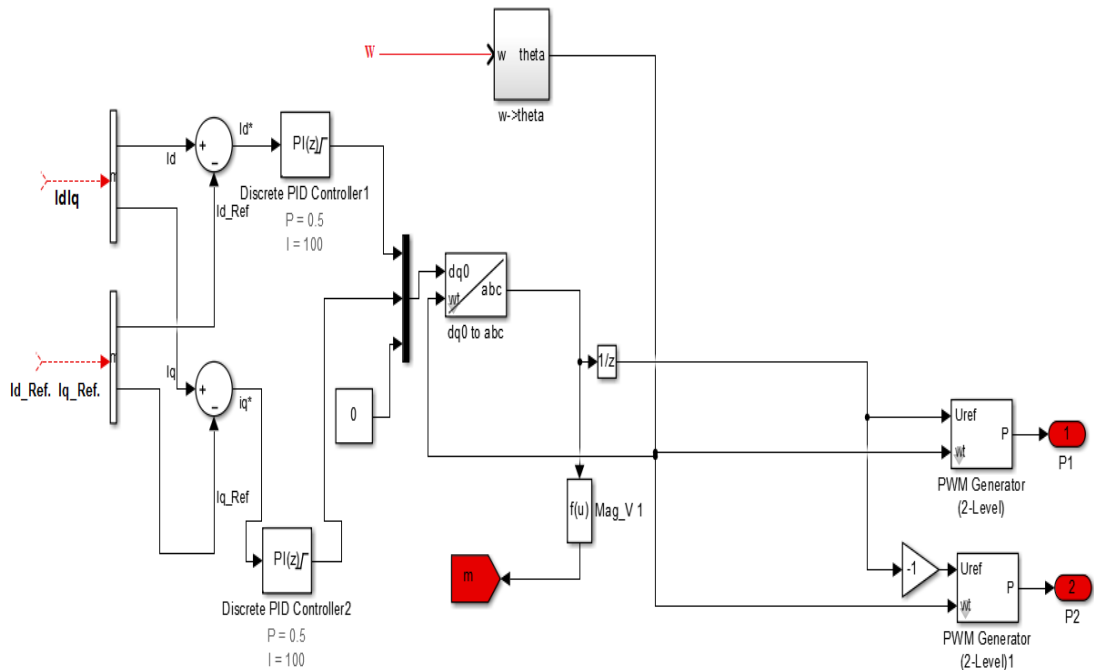 W
w theta
w->theta
Id*
+
−
Id
PI(z)
m
IdIq
Discrete PID Controller1
P = 0.5
I = 100
Id_Ref
dq0
wt
abc
dq0 to abc
m
Id_Ref. Iq_Ref.
Iq
+
−
iq*
1/z
0
Uref
wt
P
1
P1
PWM Generator
(2-Level)
Iq_Ref
f(u)
Mag_V 1
PI(z)
Discrete PID Controller2
P = 0.5
I = 100
m
-1
Uref
wt
P
2
P2
PWM Generator
(2-Level)1